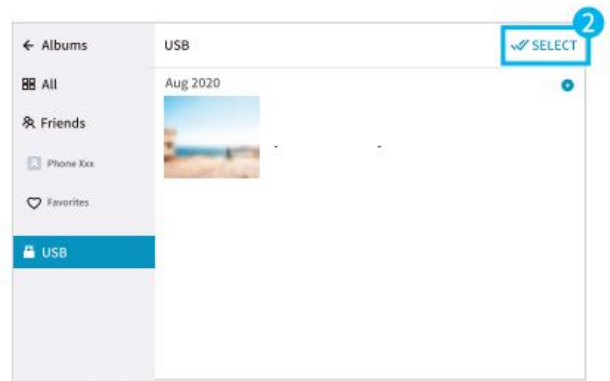 2
Albums
USB
SELECT
All
Aug 2020
Friends
Phone Xxx
Favorites
USB